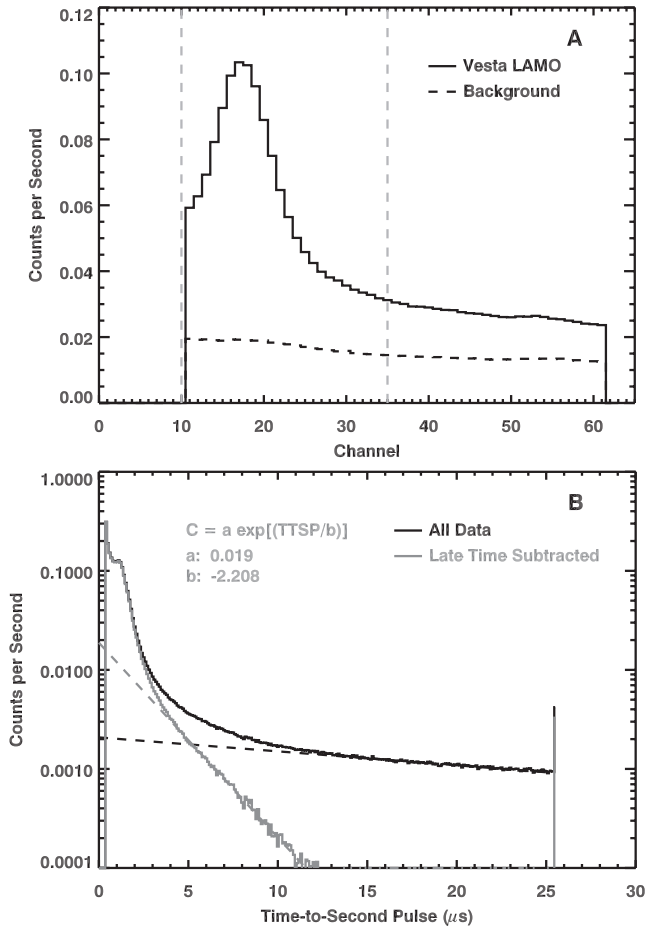 0.12
0.10
0.08
0.06
0.04
0.02
0.00
Counts per Second
A
Vesta LAMO
Background
0 10 20 30 40 50 60
Channel
1.0000
0.1000
0.0100
0.0010
0.0001
Counts per Second
B
C = a exp[(TTSP/b)]
a: 0.019
b: -2.208
All Data
Late Time Subtracted
0 5 10 15 20 25 30
Time-to-Second Pulse (μs)